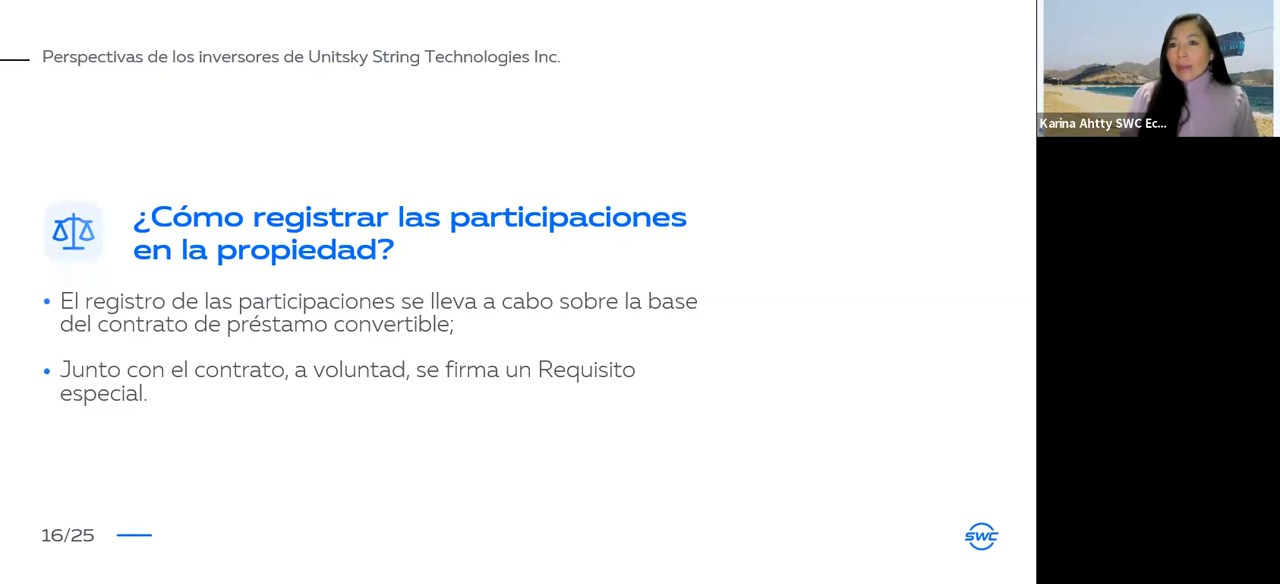 Perspectivas de los inversores de Unitsky String Technologies Inc.
Karina Ahtty SWC Ec...
¿Cómo registrar las participaciones
en la propiedad?
• El registro de las participaciones se lleva a cabo sobre la base
del contrato de préstamo convertible;
• Junto con el contrato, a voluntad, se firma un Requisito
especial.
16/25
SWC